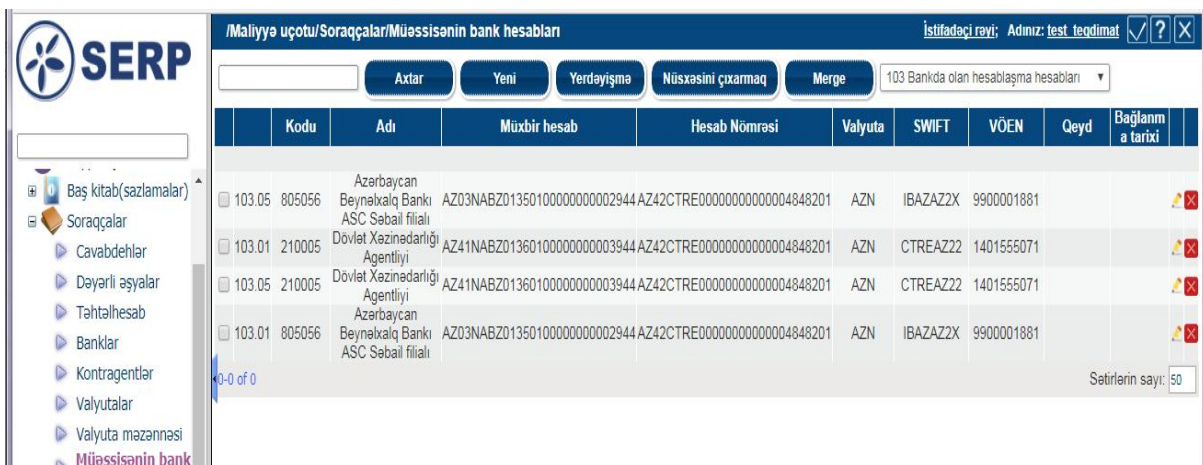 SERP
/Maliyyə uçotu/Soraqçalar/Müəssisənin bank hesabları
İstifadəçi rəyi; Adınız: test_teqdimat
Axtar Yeni Yerdəyişmə Nüsxəsini çıxarmaq Merge 103 Bankda olan hesablaşma hesabları
Kodu Adı Müxbir hesab Hesab Nömrəsi Valyuta SWIFT VÖEN Qeyd Bağlanm
a tarixi
Azərbaycan
103.05 805056 Beynəlxalq Bankı AZ03NABZ01350100000000002944 AZ42CTRE00000000000004848201 AZN IBAZAZ2X 9900001881
ASC Səbail filialı
103.01 210005 Dövlət Xəzinədarlığı AZ41NABZ01360100000000003944 AZ42CTRE00000000000004848201 AZN CTREAZ22 1401555071
Agentliyi
103.05 210005 Dövlət Xəzinədarlığı AZ41NABZ01360100000000003944 AZ42CTRE00000000000004848201 AZN CTREAZ22 1401555071
Agentliyi
Azərbaycan
103.01 805056 Beynəlxalq Bankı AZ03NABZ01350100000000002944 AZ42CTRE00000000000004848201 AZN IBAZAZ2X 9900001881
ASC Səbail filialı
0-0 of 0 Sətirlərin sayı: 50
Baş kitab(sazlamalar)
Soraqçalar
Cavabdehlər
Dəyərli əşyalar
Təhtəlhesab
Banklar
Kontragentlər
Valyutalar
Valyuta məzənnəsi
Müəssisənin bank